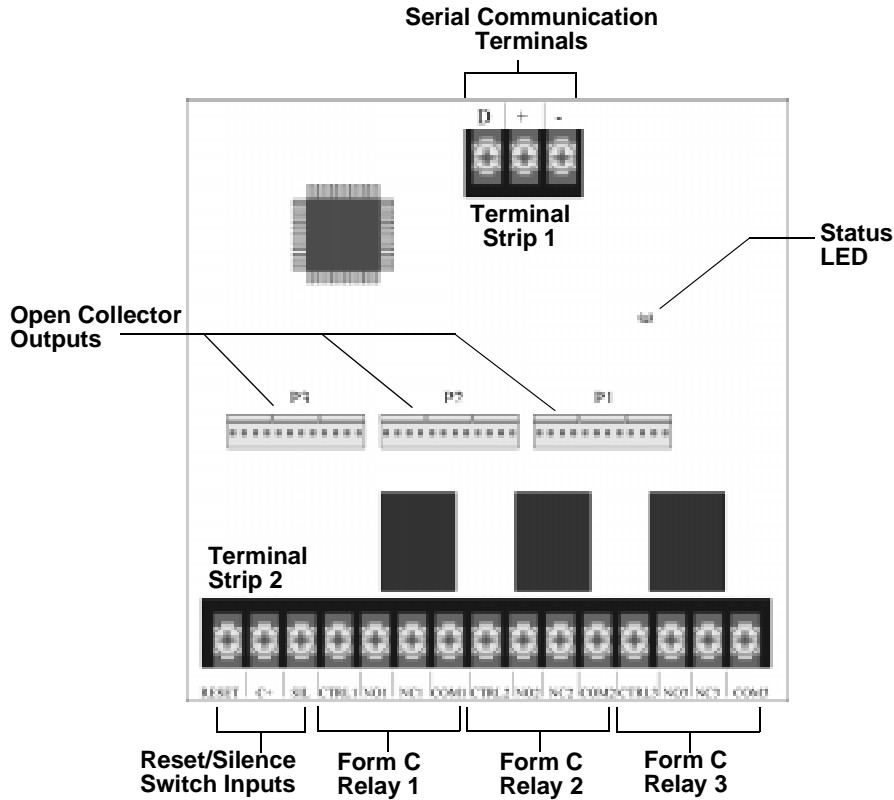 Serial Communication
Terminals
D + -
Terminal
Strip 1
Status
LED
Open Collector
Outputs
P3 P2 P1
Terminal
Strip 2
RESET C+ SIL CTRL1 NO1 NC1 COM1 CTRL2 NO2 NC2 COM2 CTRL3 NO3 NC3 COM3
Reset/Silence
Switch Inputs
Form C
Relay 1
Form C
Relay 2
Form C
Relay 3